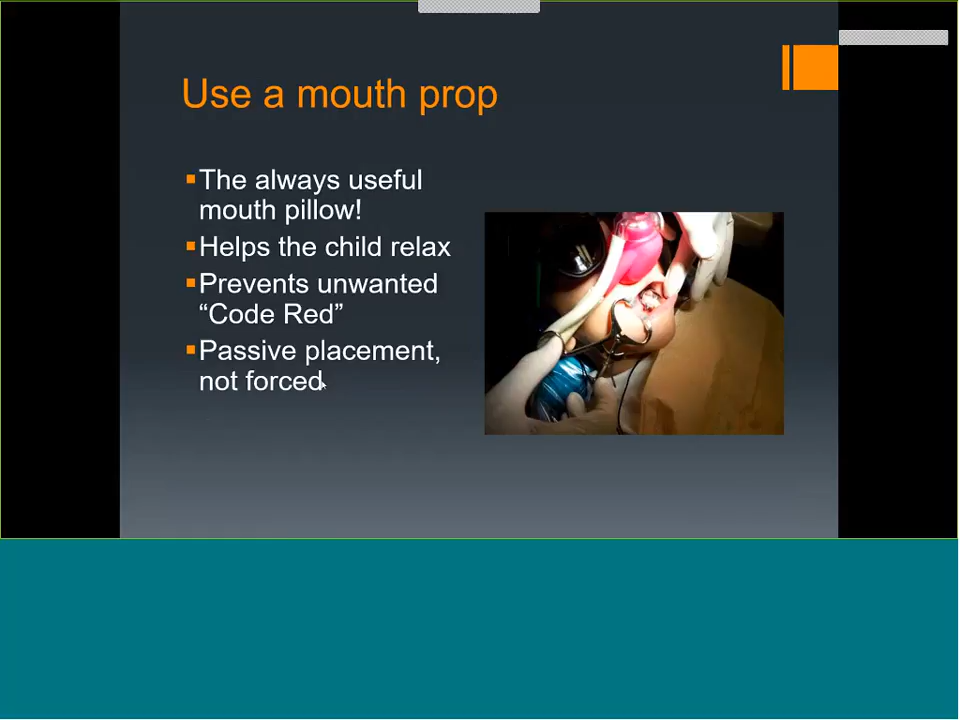 Use a mouth prop
The always useful
mouth pillow!
Helps the child relax
Prevents unwanted
“Code Red”
Passive placement,
not forced